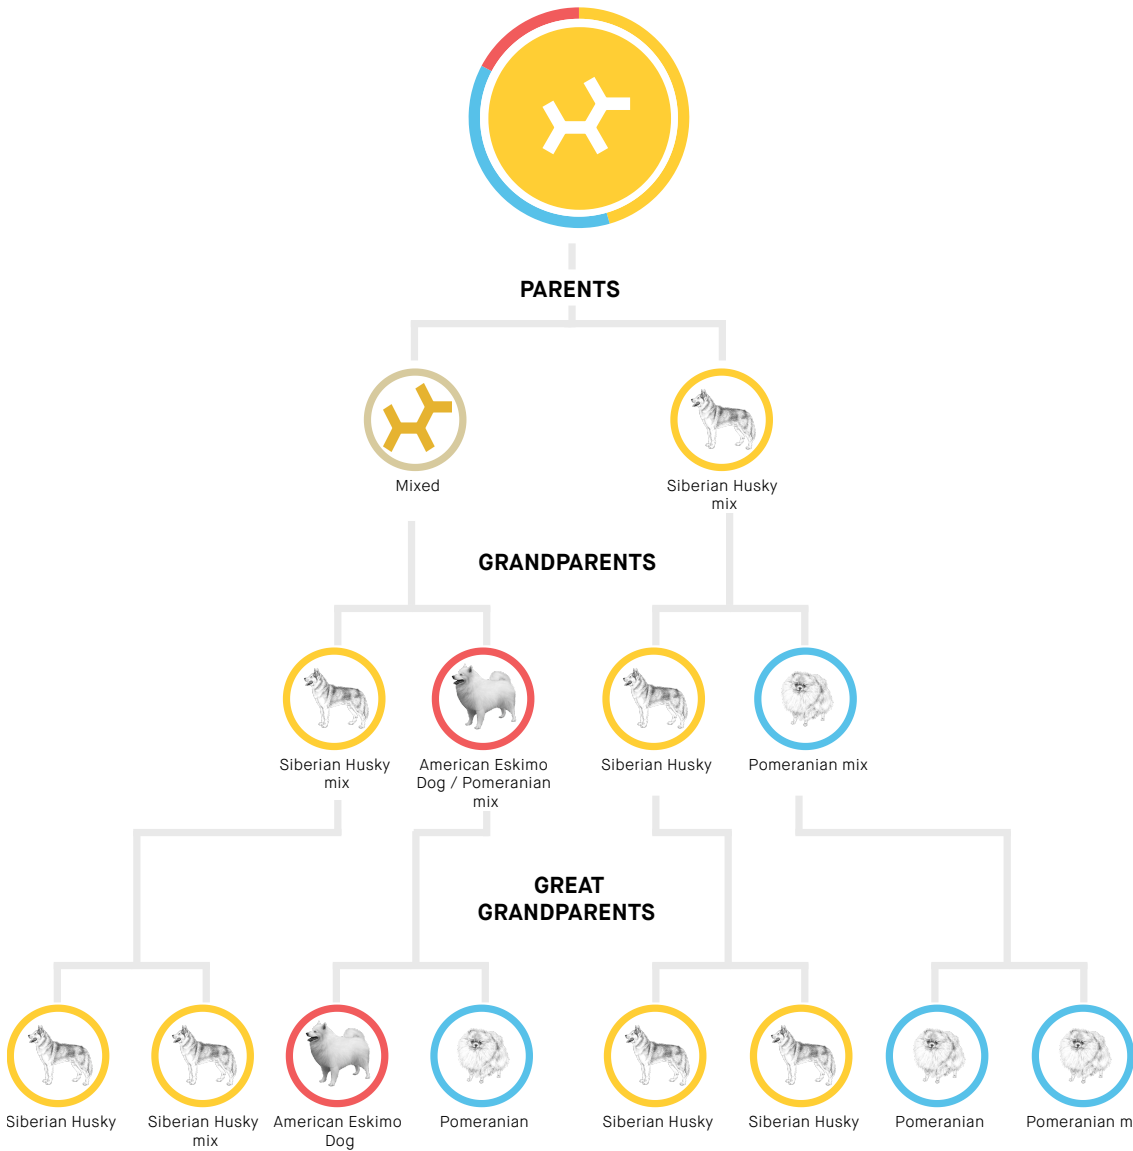 PARENTS
Mixed
Siberian Husky
mix
GRANDPARENTS
Siberian Husky
mix
American Eskimo
Dog / Pomeranian
mix
Siberian Husky
Pomeranian mix
GREAT
GRANDPARENTS
Siberian Husky
Siberian Husky
mix
American Eskimo
Dog
Pomeranian
Siberian Husky
Siberian Husky
Pomeranian
Pomeranian m